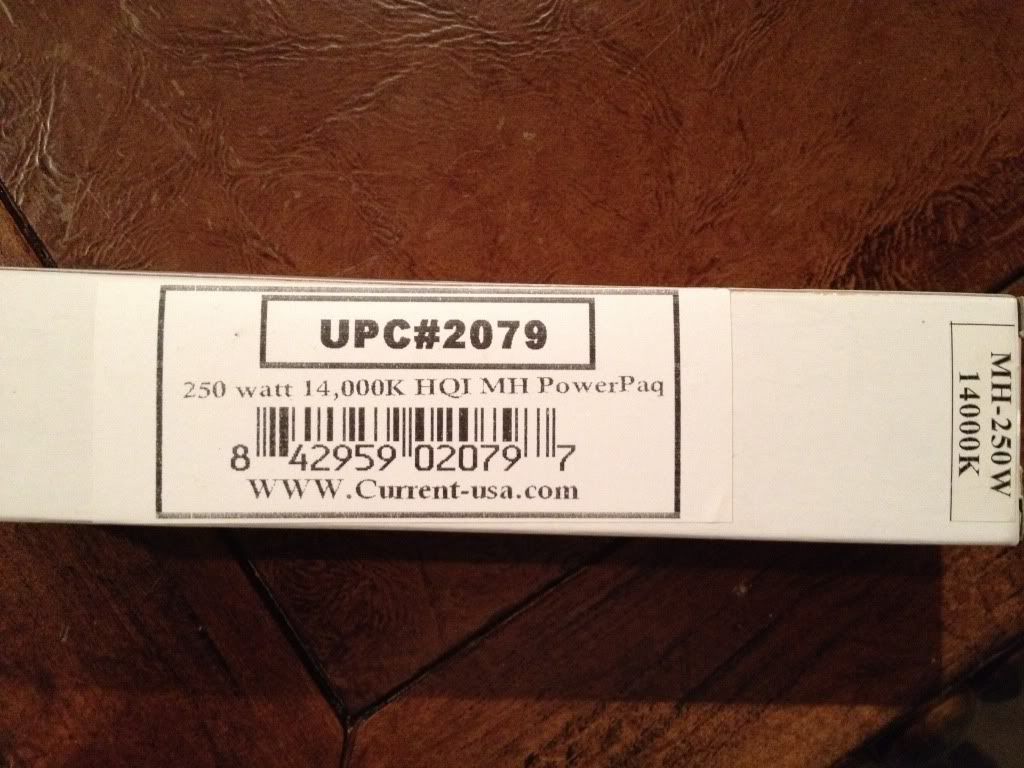 UPC#2079
250 watt 14,000K HQI MH PowerPaq
8 42959 02079 7
WWW.Current-usa.com
MH-250W
14000K